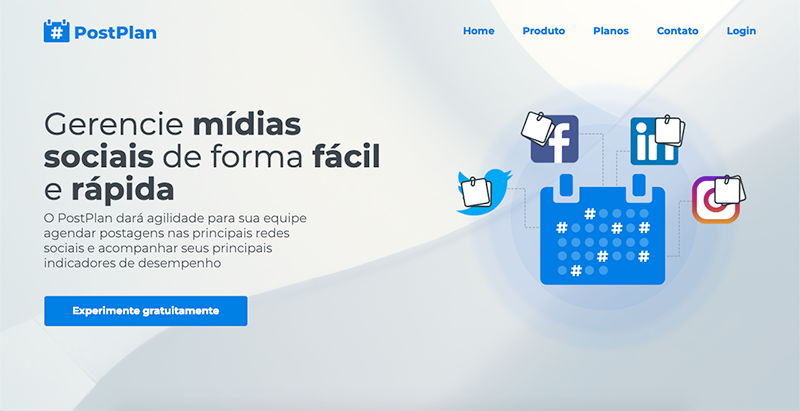 PostPlan
Home Produto Planos Contato Login
Gerencie mídias
sociais de forma fácil
e rápida
O PostPlan dará agilidade para sua equipe
agendar postagens nas principais redes
sociais e acompanhar seus principais
indicadores de desempenho
Experimente gratuitamente